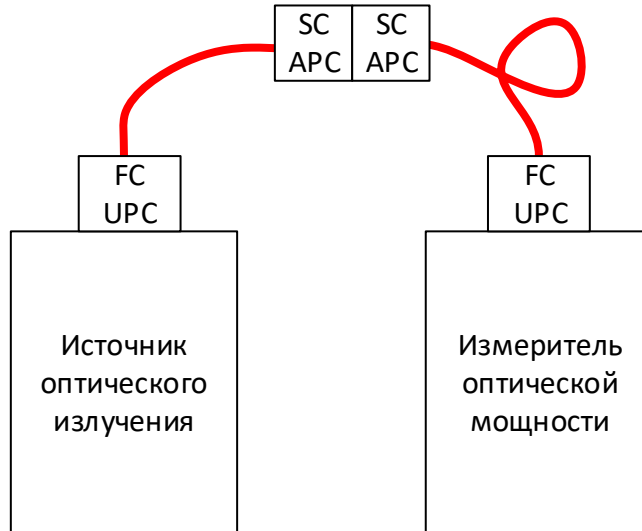 SC SC
APC APC
FC
UPC
FC
UPC
Источник
оптического
излучения
Измеритель
оптической
мощности